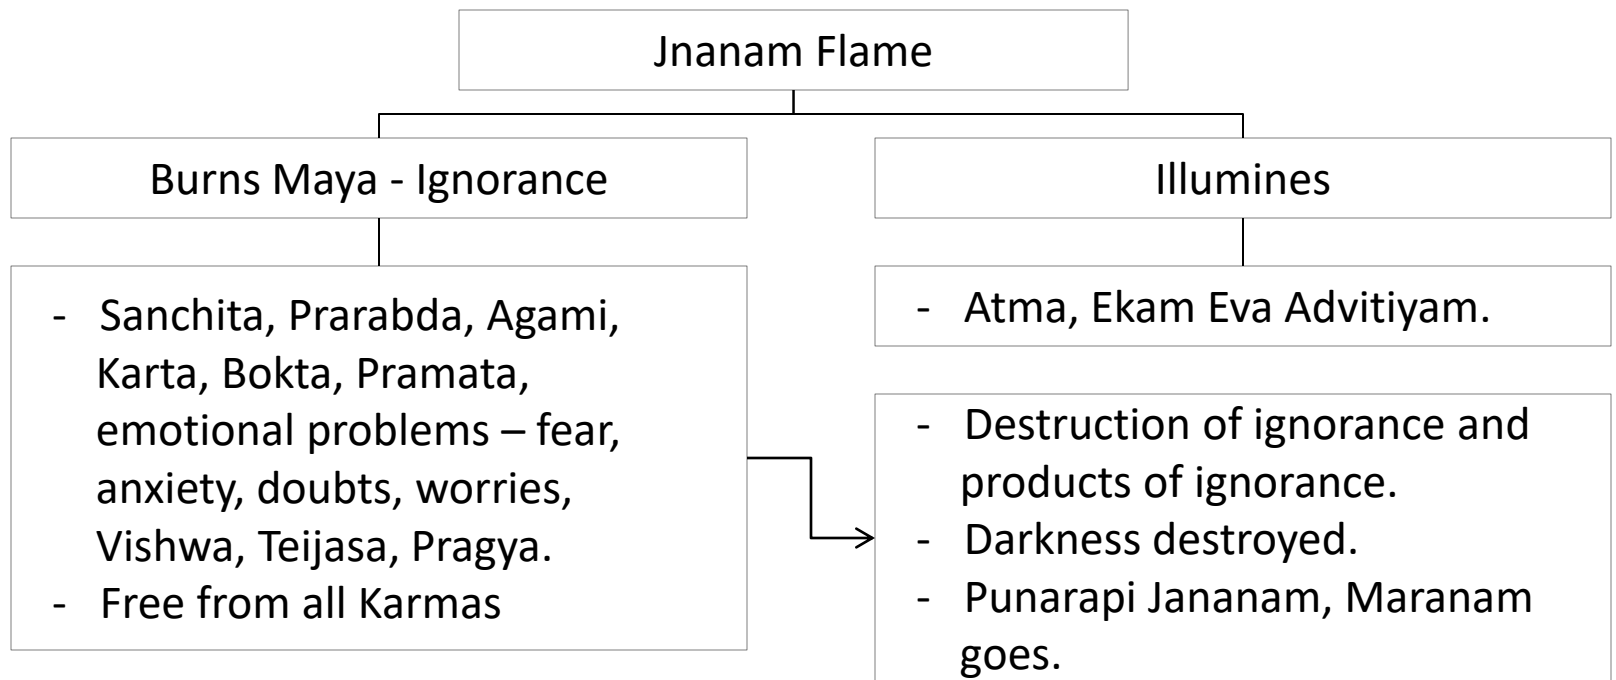 Jnanam Flame
Burns Maya - Ignorance
Illumines
- Sanchita, Prarabda, Agami,
Karta, Bokta, Pramata,
emotional problems – fear,
anxiety, doubts, worries,
Vishwa, Teijasa, Pragya.
- Free from all Karmas
- Atma, Ekam Eva Advitiyam.
- Destruction of ignorance and
products of ignorance.
- Darkness destroyed.
- Punarapi Jananam, Maranam
goes.